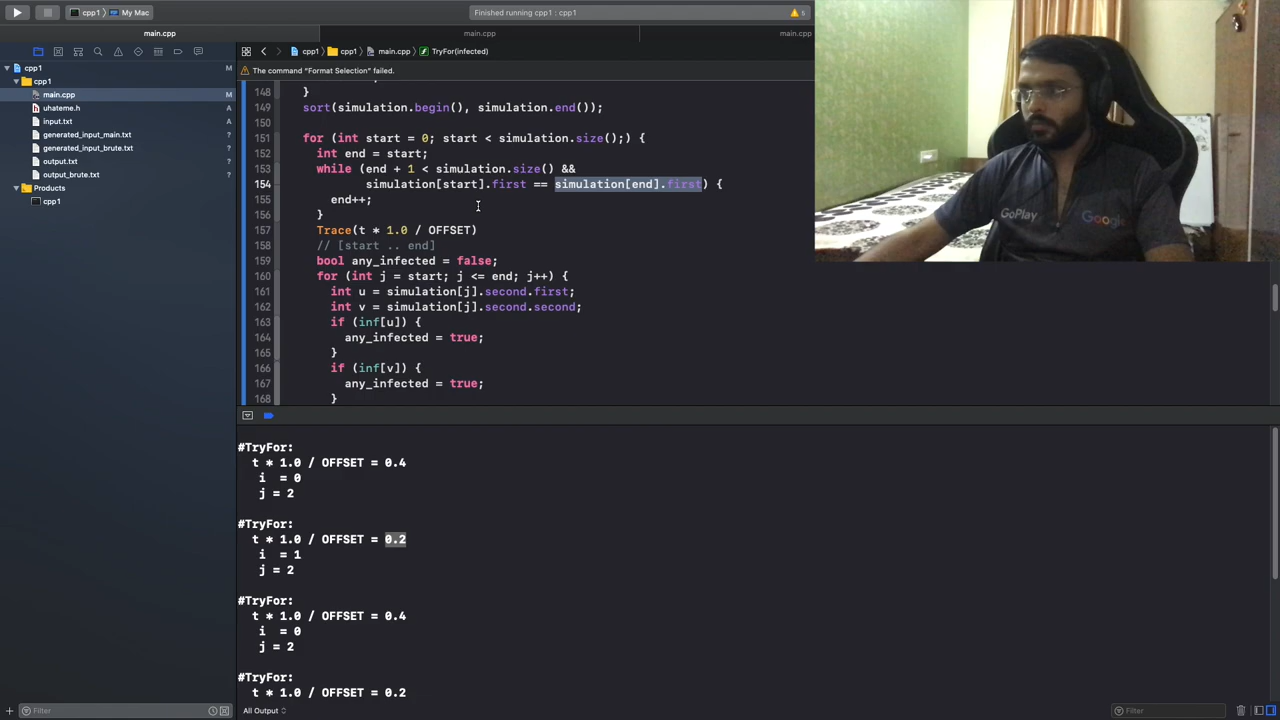 cpp1 My Mac
Finished running cpp1 : cpp1
5
main.cpp main.cpp main.cpp
cpp1 cpp1 main.cpp TryFor(infected)
The command "Format Selection" failed.
cpp1 M
cpp1
main.cpp M
uhateme.h A
input.txt A
generated_input_main.txt ?
generated_input_brute.txt ?
output.txt ?
output_brute.txt ?
Products
cpp1
148 }
149 sort(simulation.begin(), simulation.end());
150
151 for (int start = 0; start < simulation.size();) {
152 int end = start;
153 while (end + 1 < simulation.size() &&
154 simulation[start].first == simulation[end].first) {
155 end++;
156 }
157 Trace(t * 1.0 / OFFSET)
158 // [start .. end]
159 bool any_infected = false;
160 for (int j = start; j <= end; j++) {
161 int u = simulation[j].second.first;
162 int v = simulation[j].second.second;
163 if (inf[u]) {
164 any_infected = true;
165 }
166 if (inf[v]) {
167 any_infected = true;
168 }
GoPlay Google
#TryFor:
t * 1.0 / OFFSET = 0.4
i = 0
j = 2
#TryFor:
t * 1.0 / OFFSET = 0.2
i = 1
j = 2
#TryFor:
t * 1.0 / OFFSET = 0.4
i = 0
j = 2
#TryFor:
t * 1.0 / OFFSET = 0.2
Filter
All Output
Filter